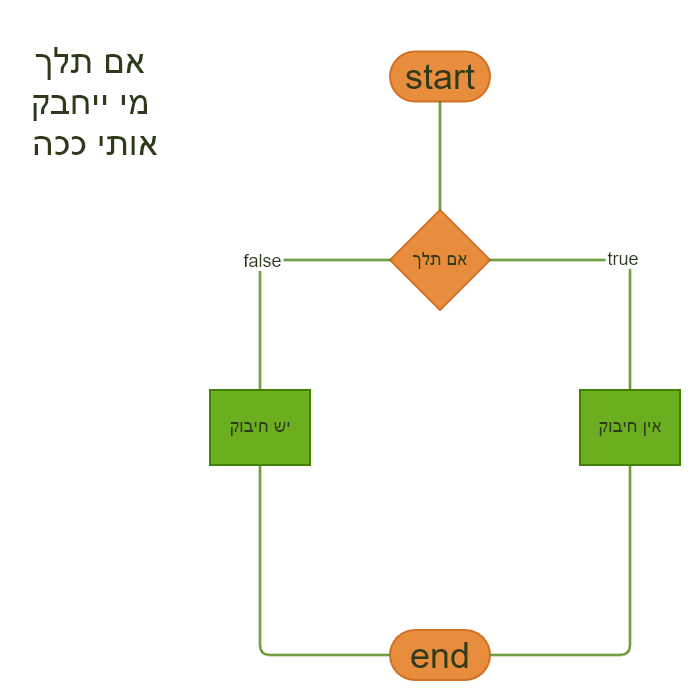 אם תלך
מי ייחבק
אותי ככה
start
אם תלך
false
true
יש חיבוק
אין חיבוק
end